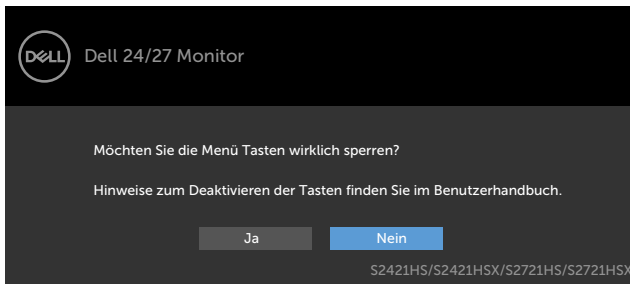 DELL
Dell 24/27 Monitor
Möchten Sie die Menü Tasten wirklich sperren?
Hinweise zum Deaktivieren der Tasten finden Sie im Benutzerhandbuch.
Ja Nein
S2421HS/S2421HSX/S2721HS/S2721HSX